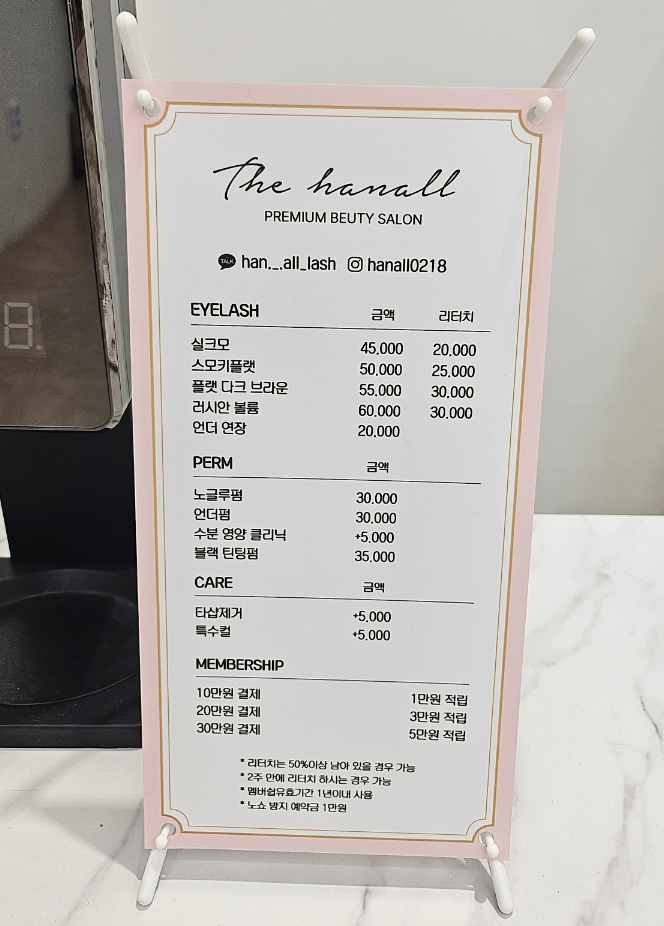 The hanall
PREMIUM BEUTY SALON
TALK han._.all_lash hanall0218
EYELASH 금액 리터치
실크모 45,000 20,000
스모키플랫 50,000 25,000
플랫 다크 브라운 55,000 30,000
러시안 볼륨 60,000 30,000
언더 연장 20,000
PERM 금액
노글루펌 30,000
언더펌 30,000
수분 영양 클리닉 +5,000
블랙 틴팅펌 35,000
CARE 금액
타샵제거 +5,000
특수컬 +5,000
MEMBERSHIP
10만원 결제 1만원 적립
20만원 결제 3만원 적립
30만원 결제 5만원 적립
* 리터치는 50%이상 남아 있을 경우 가능
* 2주 안에 리터치 하시는 경우 가능
* 멤버쉽유효기간 1년이내 사용
* 노쇼 방지 예약금 1만원
8.